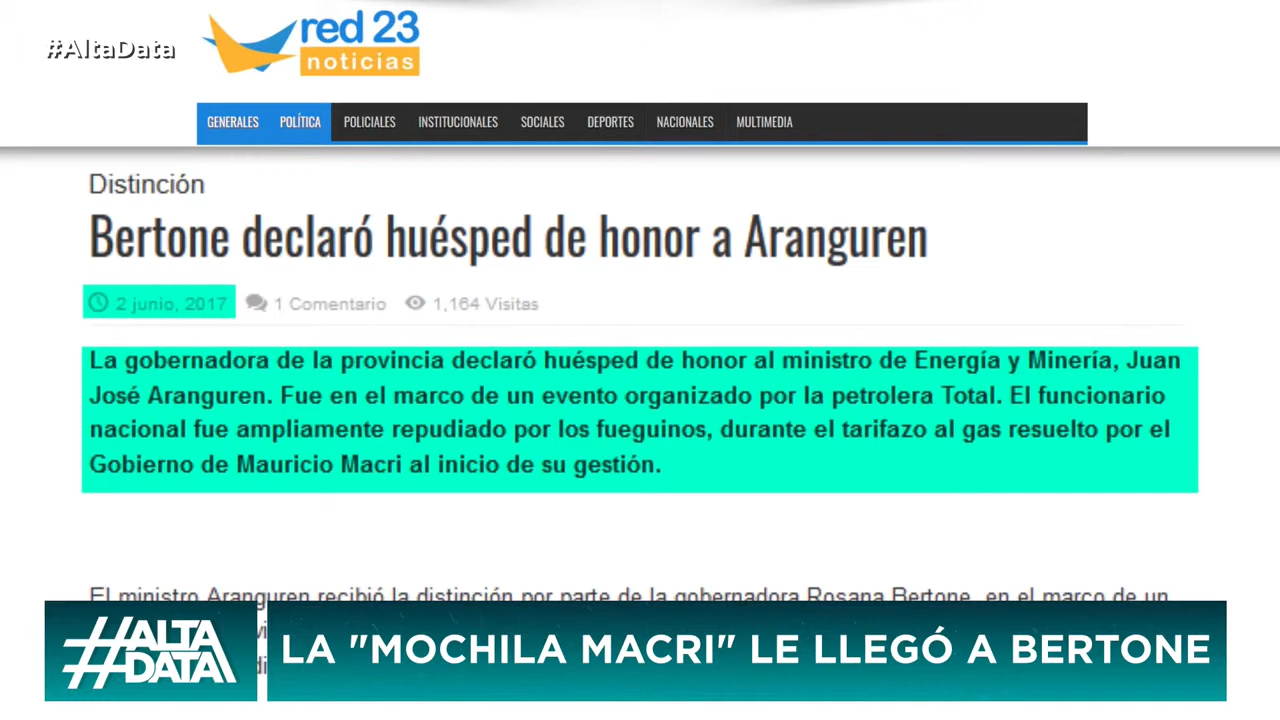 #AltaData
red 23
noticias
GENERALES POLÍTICA POLICIALES INSTITUCIONALES SOCIALES DEPORTES NACIONALES MULTIMEDIA
Distinción
Bertone declaró huésped de honor a Aranguren
2 junio, 2017 1 Comentario 1,164 Visitas
La gobernadora de la provincia declaró huésped de honor al ministro de Energía y Minería, Juan
José Aranguren. Fue en el marco de un evento organizado por la petrolera Total. El funcionario
nacional fue ampliamente repudiado por los fueguinos, durante el tarifazo al gas resuelto por el
Gobierno de Mauricio Macri al inicio de su gestión.
El ministro Aranguren recibió la distinción por parte de la gobernadora Rosana Bertone, en el marco de un
#ALTA
DATA
LA "MOCHILA MACRI" LE LLEGÓ A BERTONE